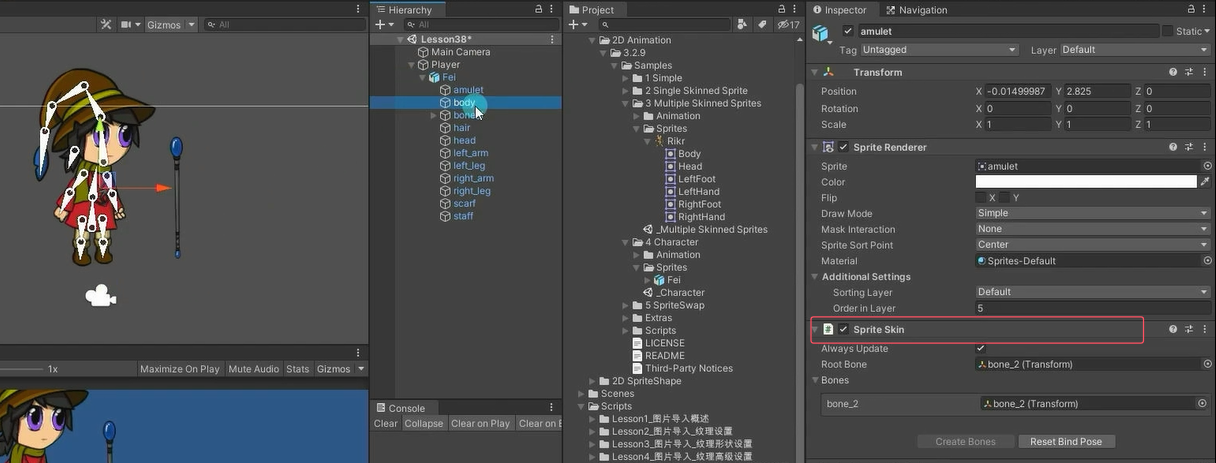 Gizmos
All
Hierarchy
All
Lesson38*
Main Camera
Player
Fei
amulet
body
bone
hair
head
left_arm
left_leg
right_arm
right_leg
scarf
staff
1x
Maximize On Play
Mute Audio
Stats
Gizmos
Console
Clear
Collapse
Clear on Play
Clear on B
Project
17
2D Animation
3.2.9
Samples
1 Simple
2 Single Skinned Sprite
3 Multiple Skinned Sprites
Animation
Sprites
Rikr
Body
Head
LeftFoot
LeftHand
RightFoot
RightHand
_Multiple Skinned Sprites
4 Character
Animation
Sprites
Fei
_Character
5 SpriteSwap
Extras
Scripts
LICENSE
README
Third-Party Notices
2D SpriteShape
Scenes
Scripts
Lesson1_图片导入概述
Lesson2_图片导入_纹理设置
Lesson3_图片导入_纹理形状设置
Lesson4_图片导入_纹理高级设置
Inspector
Navigation
amulet
Static
Tag Untagged
Layer Default
Transform
Position X -0.01499987 Y 2.825 Z 0
Rotation X 0 Y 0 Z 0
Scale X 1 Y 1 Z 1
Sprite Renderer
Sprite amulet
Color
Flip X Y
Draw Mode Simple
Mask Interaction None
Sprite Sort Point Center
Material Sprites-Default
Additional Settings
Sorting Layer Default
Order in Layer 5
Sprite Skin
Always Update
Root Bone bone_2 (Transform)
Bones
bone_2 bone_2 (Transform)
Create Bones
Reset Bind Pose